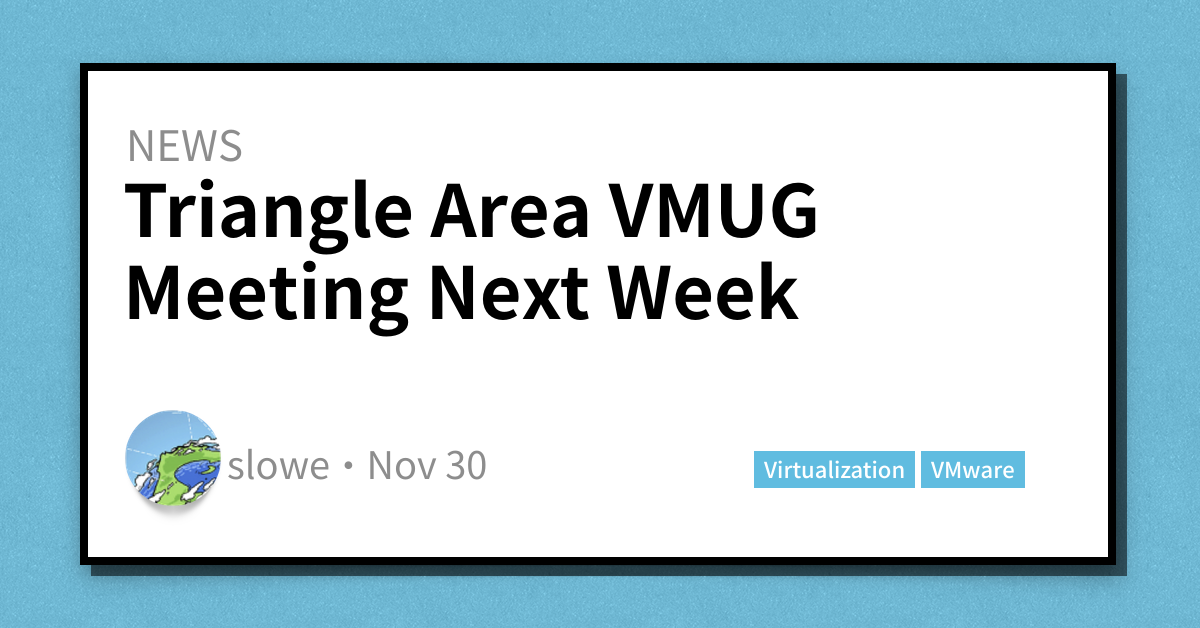 NEWS
Triangle Area VMUG
Meeting Next Week
slowe • Nov 30
Virtualization VMware